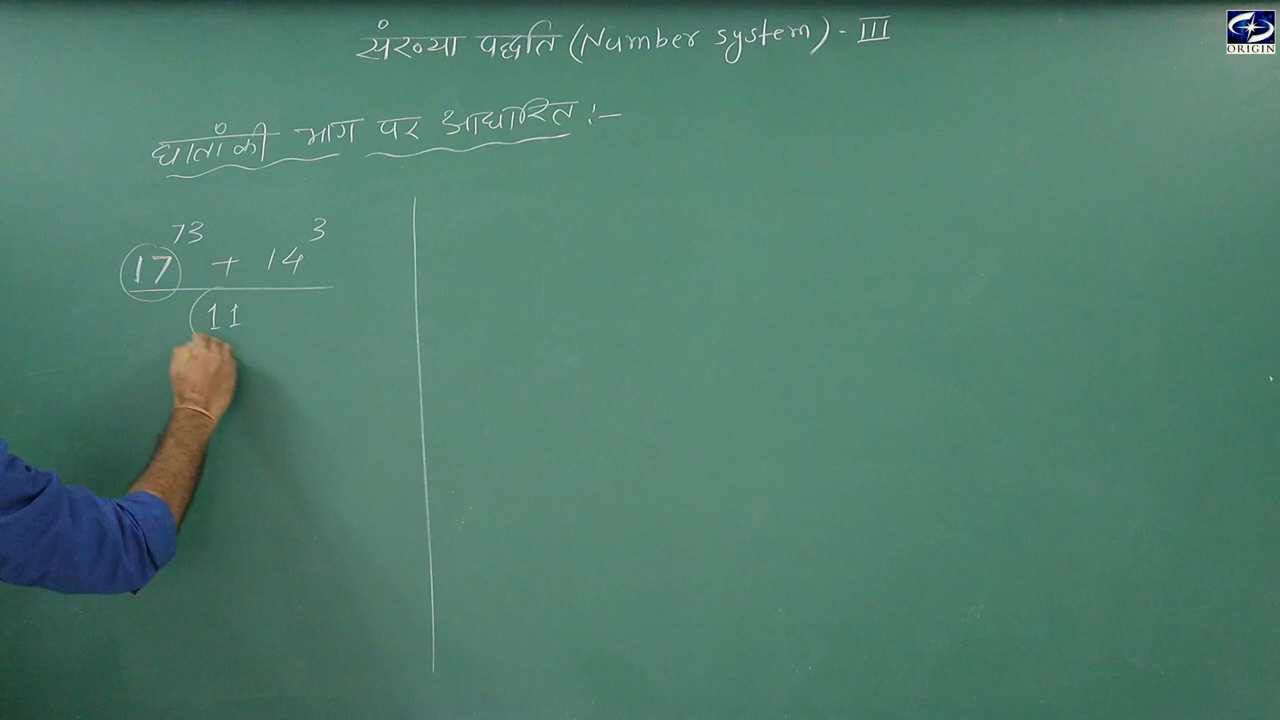 संख्या पद्धति (Number system) - III
घातांकी भाग पर आधारित :-
17^73 + 14^3
11
ORIGIN